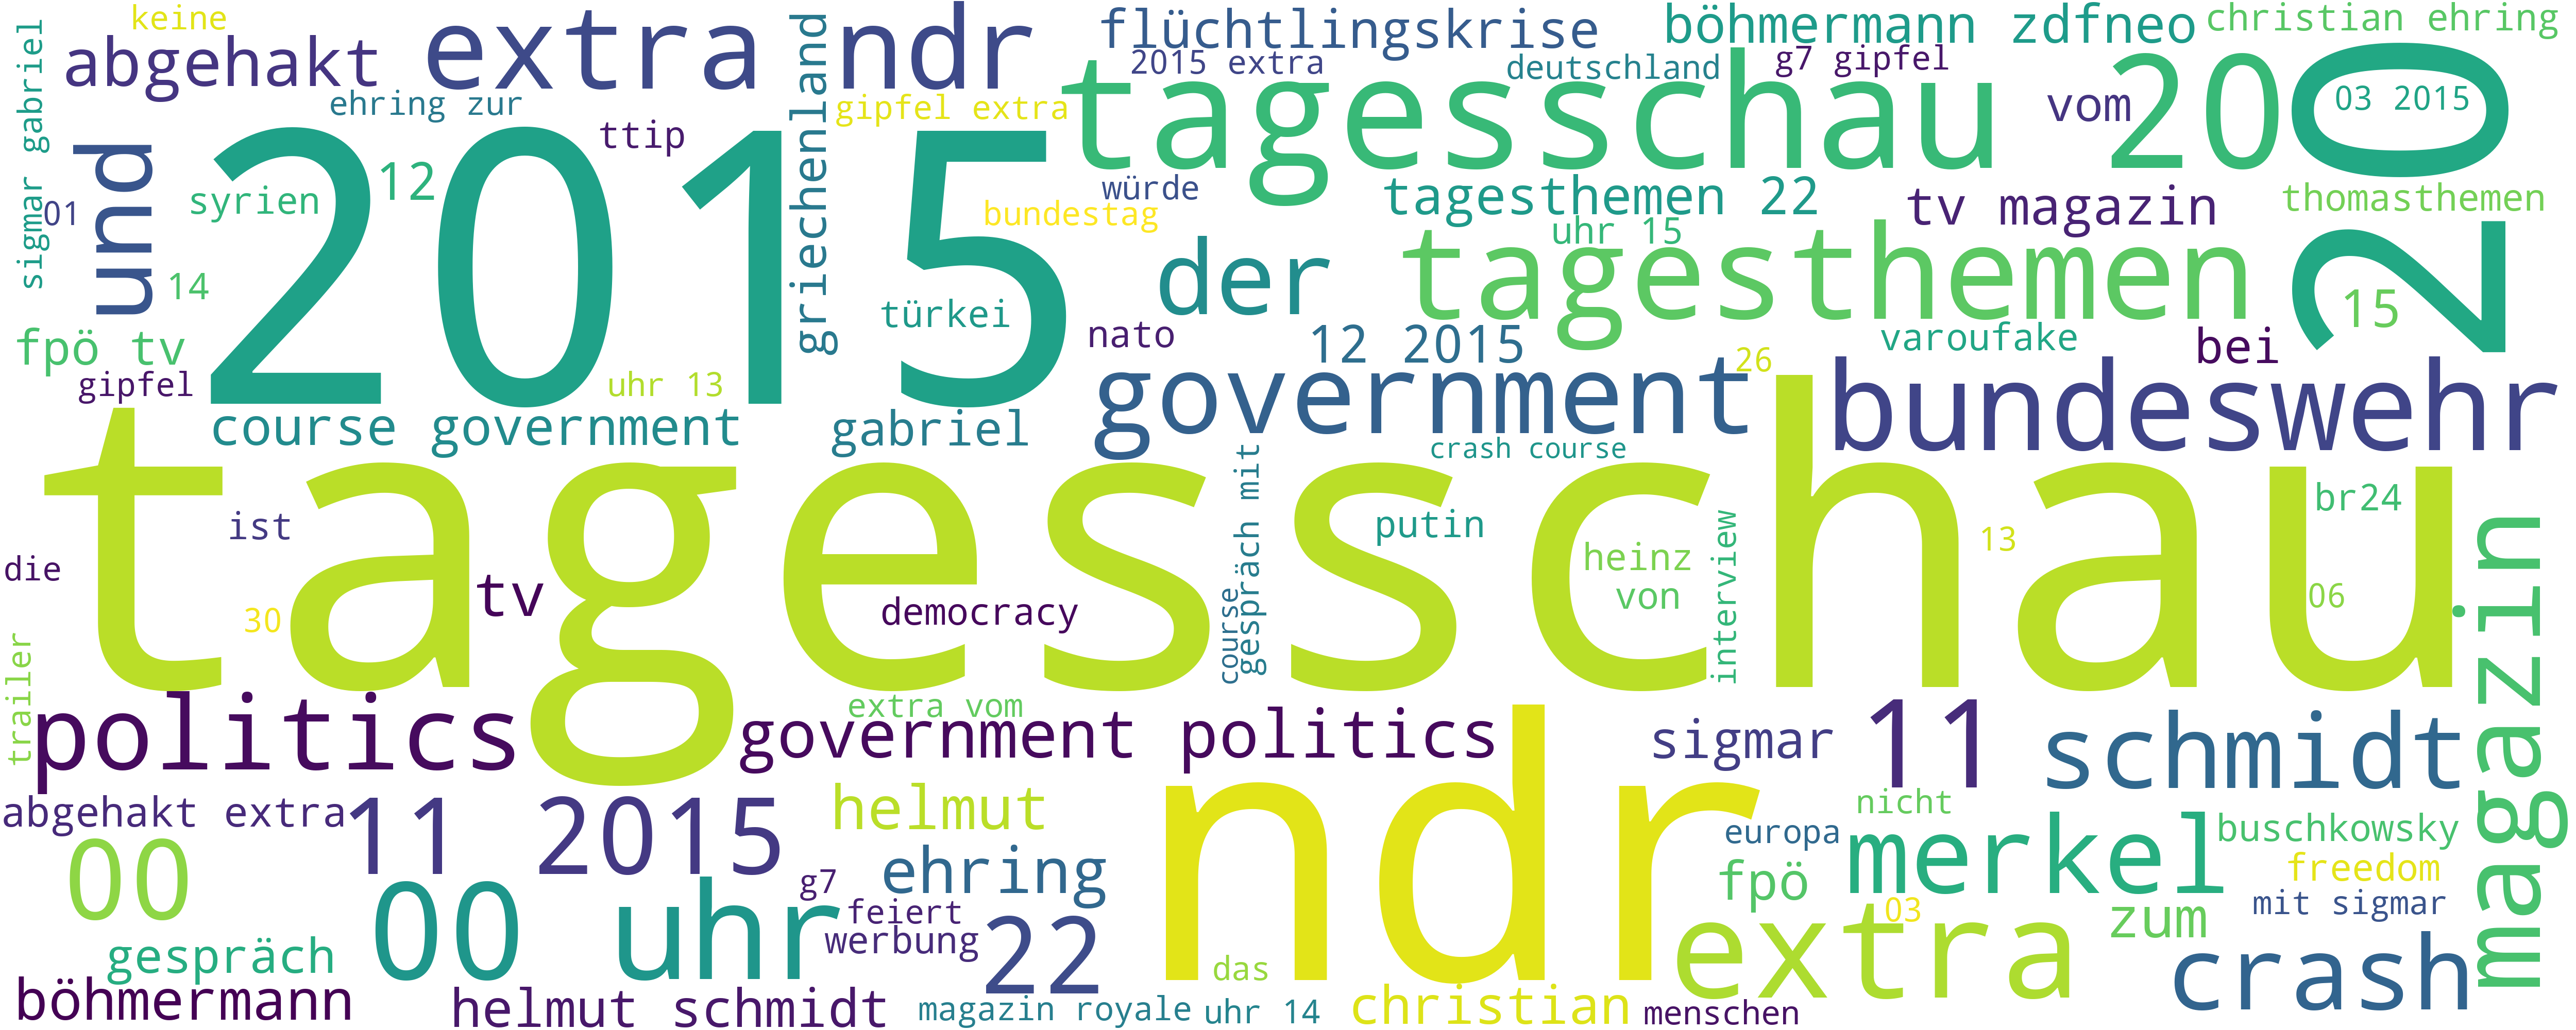 keine
abgehakt
extra ndr
flüchtlingskrise
böhmermann zdfneo
christian ehring
sigmar gabriel
ehring zur
griechenland
gipfel extra
2015 extra
deutschland
g7 gipfel
tagesschau 20
vom
03 2015
20
und
2015
ttip
12
syrien
01
14
würde
bundestag
tagesthemen 22
uhr 15
tv magazin
thomasthemen
der
tagesthemen
15
türkei
nato
12 2015
varoufake
bei
fpö tv
gipfel
uhr 13
26
government
bundeswehr
course government
gabriel
crash course
tagesschau
gespräch mit
putin
interview
13
br24
ist
die
tv
30
democracy
heinz
von
course
06
magazin
trailer
politics
extra vom
government politics
sigmar
11
schmidt
abgehakt extra
11 2015
helmut
ndr
nicht
europa
merkel
buschkowsky
00
00 uhr
g7
ehring
fpö
freedom
feiert
werbung
22
03
extra
zum
mit sigmar
gespräch
das
crash
böhmermann
helmut schmidt
magazin royale
uhr 14
christian
menschen